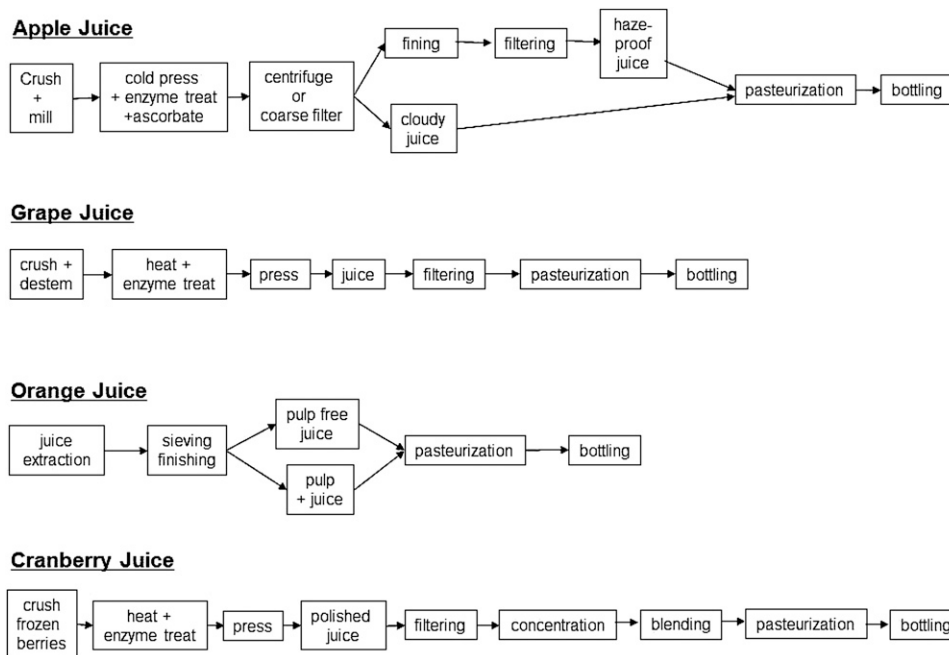 Apple Juice
Crush
+
mill
cold press
+ enzyme treat
+ascorbate
centrifuge
or
coarse filter
fining
filtering
haze-
proof
juice
cloudy
juice
pasteurization
bottling
Grape Juice
crush +
destem
heat +
enzyme treat
press
juice
filtering
pasteurization
bottling
Orange Juice
juice
extraction
sieving
finishing
pulp free
juice
pulp
+ juice
pasteurization
bottling
Cranberry Juice
crush
frozen
berries
heat +
enzyme treat
press
polished
juice
filtering
concentration
blending
pasteurization
bottling